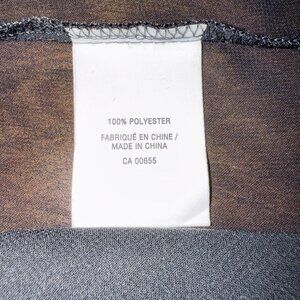 100% POLYESTER
FABRIQUÉ EN CHINE /
MADE IN CHINA
CA 00655